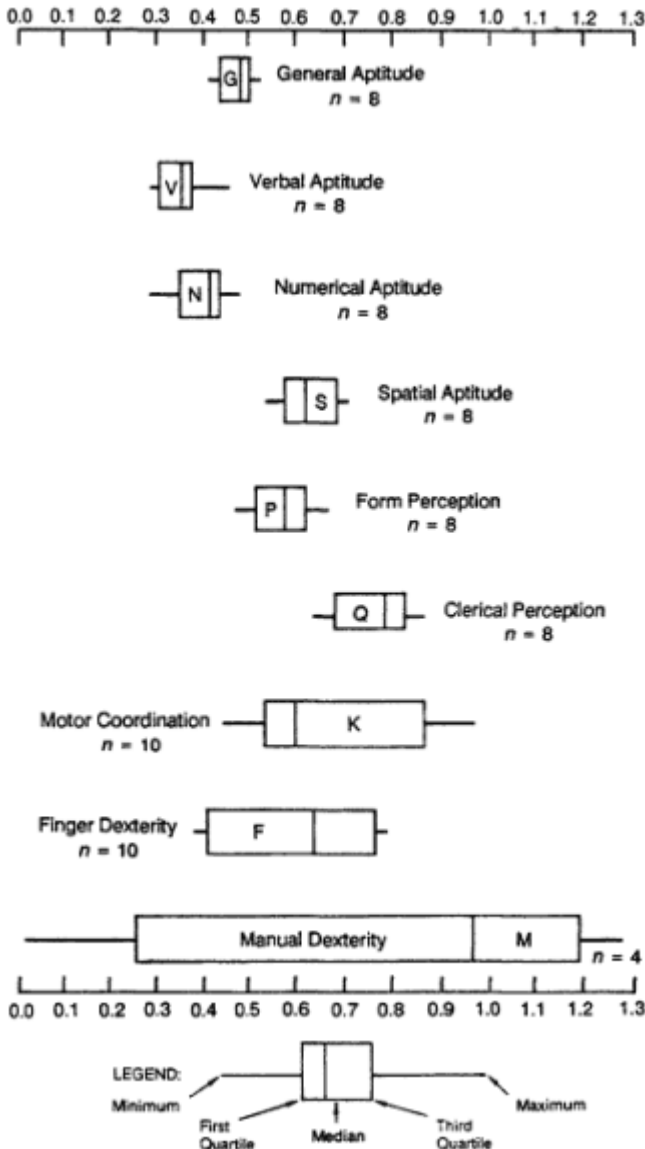 0.0 0.1 0.2 0.3 0.4 0.5 0.6 0.7 0.8 0.9 1.0 1.1 1.2 1.3
G General Aptitude
n = 8
V Verbal Aptitude
n = 8
N Numerical Aptitude
n = 8
S Spatial Aptitude
n = 8
P Form Perception
n = 8
Q Clerical Perception
n = 8
Motor Coordination K
n = 10
Finger Dexterity F
n = 10
Manual Dexterity M
n = 4
0.0 0.1 0.2 0.3 0.4 0.5 0.6 0.7 0.8 0.9 1.0 1.1 1.2 1.3
LEGEND:
Minimum Maximum
First Median Third
Quartile Quartile